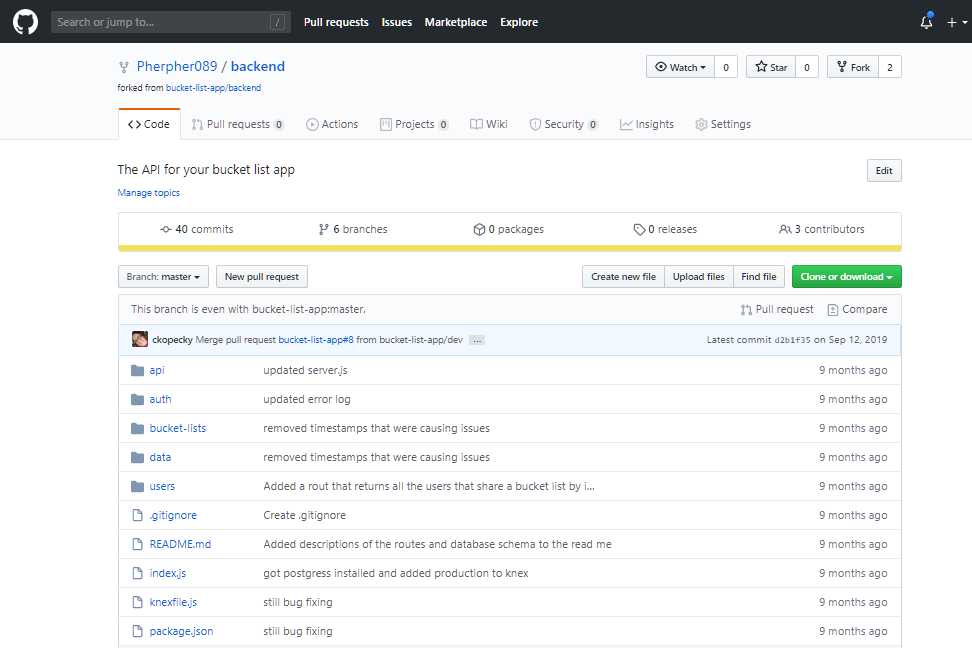 Search or jump to... / Pull requests Issues Marketplace Explore
Pherpher089 / backend Watch 0 Star 0 Fork 2
forked from bucket-list-app/backend
Code Pull requests 0 Actions Projects 0 Wiki Security 0 Insights Settings
The API for your bucket list app Edit
Manage topics
40 commits 6 branches 0 packages 0 releases 3 contributors
Branch: master New pull request Create new file Upload files Find file Clone or download
This branch is even with bucket-list-app:master. Pull request Compare
ckopecky Merge pull request bucket-list-app#8 from bucket-list-app/dev ... Latest commit d2b1f35 on Sep 12, 2019
api updated server.js 9 months ago
auth updated error log 9 months ago
bucket-lists removed timestamps that were causing issues 9 months ago
data removed timestamps that were causing issues 9 months ago
users Added a rout that returns all the users that share a bucket list by i... 9 months ago
.gitignore Create .gitignore 9 months ago
README.md Added descriptions of the routes and database schema to the read me 9 months ago
index.js got postgress installed and added production to knex 9 months ago
knexfile.js still bug fixing 9 months ago
package.json still bug fixing 9 months ago